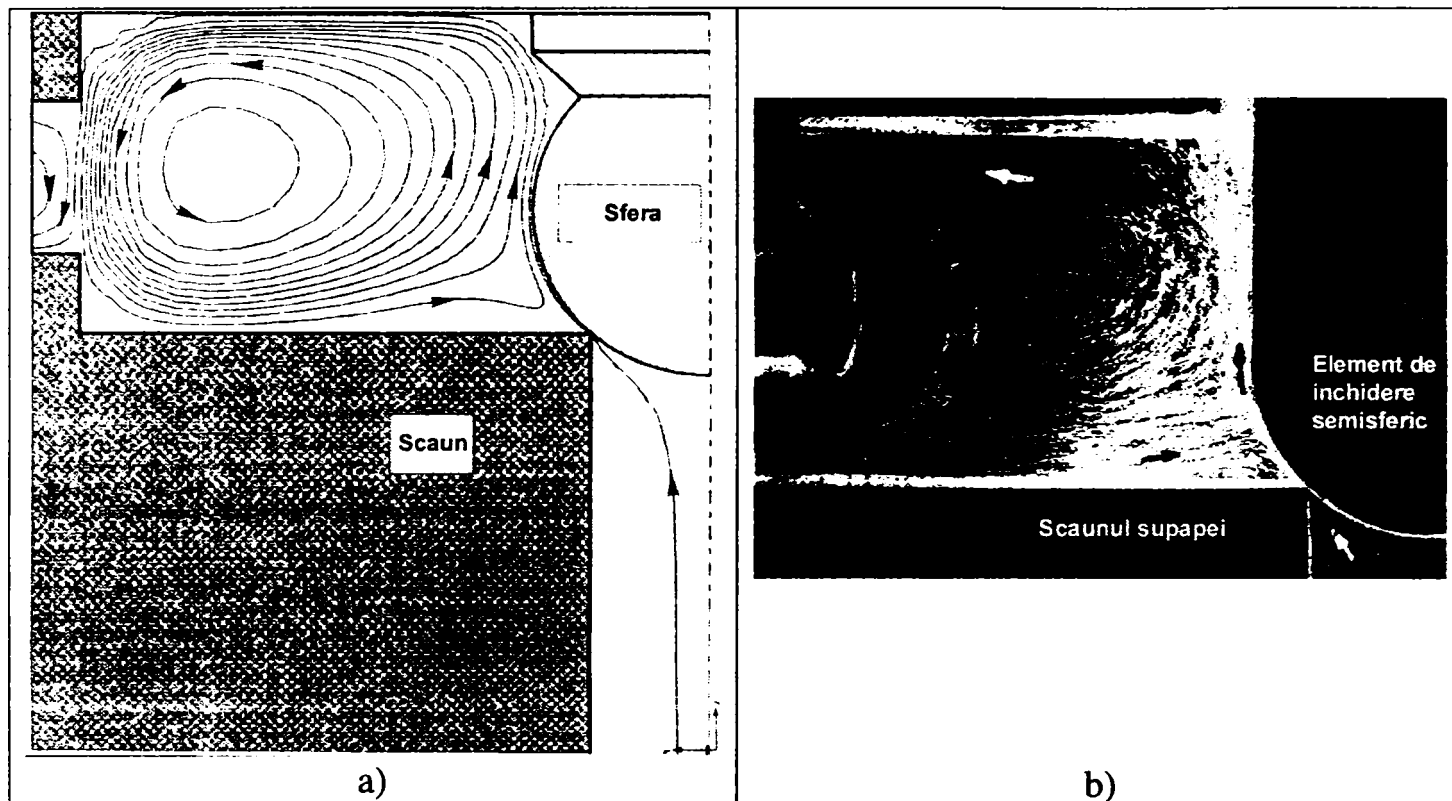 Sfera
Scaun
a)
Element de
inchidere
semisferic
Scaunul supapei
b)